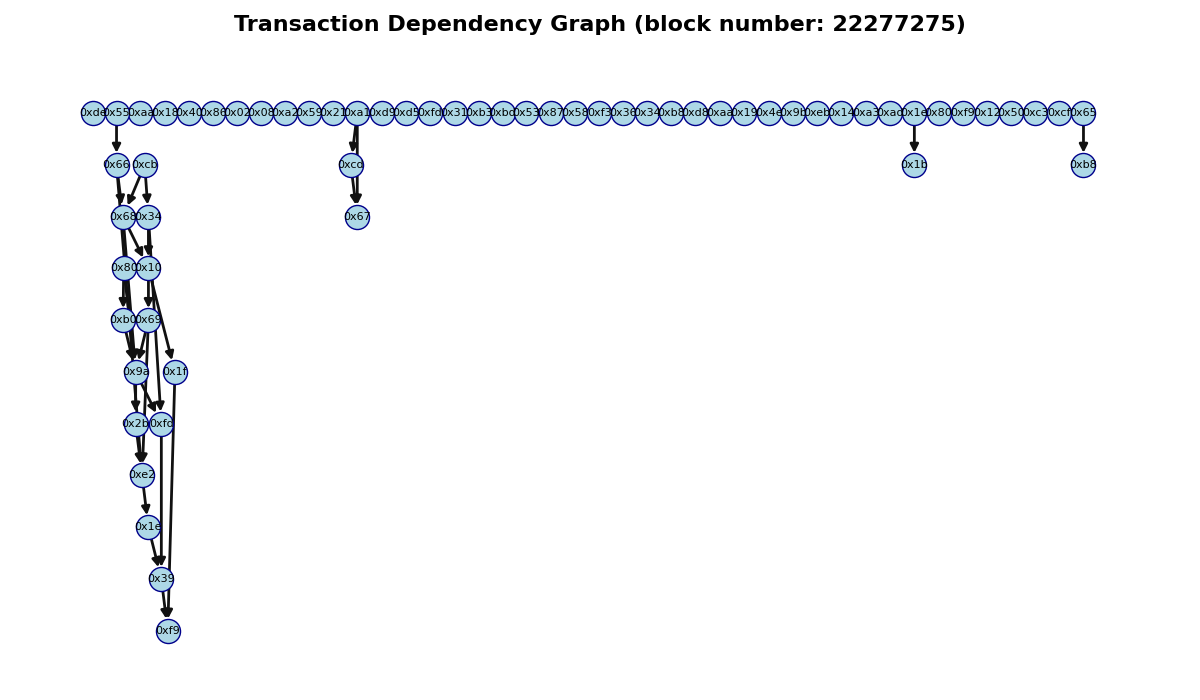 Transaction Dependency Graph (block number: 22277275)
0xde 0x55 0xaa 0x18 0x40 0x86 0x02 0x08 0xa2 0x59 0x21 0xa1 0xd9 0xd5 0xfd 0x31 0xb3 0xbd 0x53 0x87 0x58 0xf3 0x36 0x34 0xb8 0xd8 0xaa 0x19 0x4e 0x9b 0xeb 0x14 0xa3 0xad 0x1e 0x80 0xf9 0x12 0x50 0xc3 0xcf 0x65
0x66 0xcb 0xcd 0x1b 0xb8
0x68 0x34 0x67
0x80 0x10
0xb0 0x69
0x9a 0x1f
0x2b 0xfd
0xe2
0x1e
0x39
0xf9